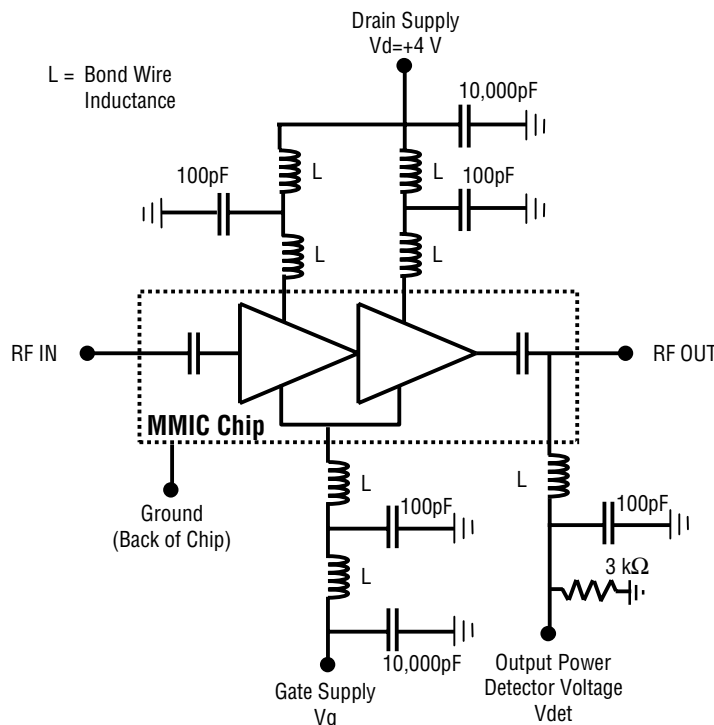 Drain Supply
Vd=+4 V
L = Bond Wire
Inductance
10,000pF
100pF
L
L
100pF
L
L
RF IN
RF OUT
MMIC Chip
L
L
Ground
(Back of Chip)
100pF
100pF
L
3 kΩ
10,000pF
Gate Supply
Vg
Output Power
Detector Voltage
Vdet